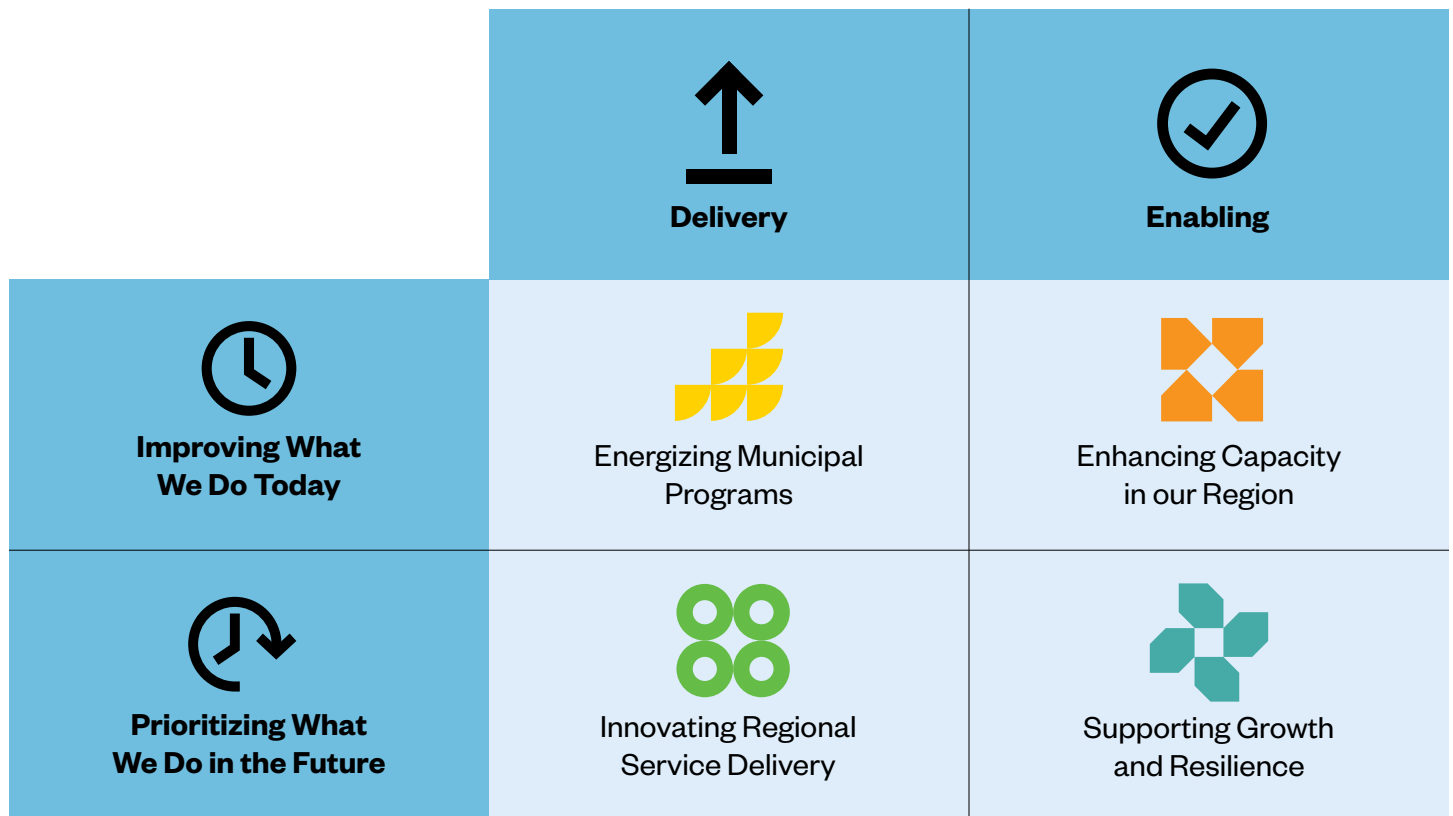 Delivery
Enabling
Improving What
We Do Today
Energizing Municipal
Programs
Enhancing Capacity
in our Region
Prioritizing What
We Do in the Future
Innovating Regional
Service Delivery
Supporting Growth
and Resilience